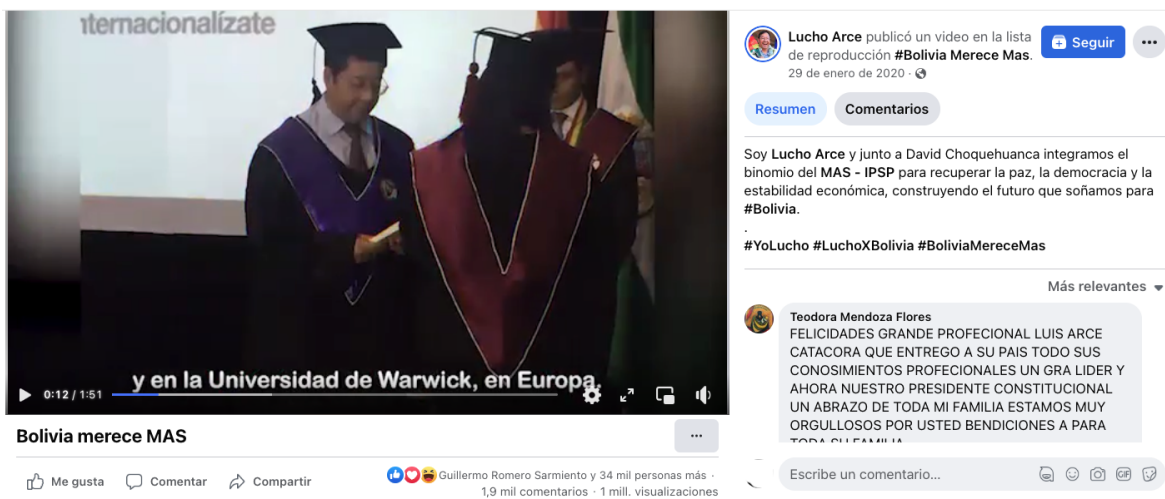 nternacionalízate
y en la Universidad de Warwick, en Europa.
0:12 / 1:51
Bolivia merece MAS
Me gusta
Comentar
Compartir
Guillermo Romero Sarmiento y 34 mil personas más ·
1,9 mil comentarios · 1 mill. visualizaciones
Lucho Arce publicó un video en la lista
de reproducción #Bolivia Merece Mas.
29 de enero de 2020 ·
Seguir
Resumen
Comentarios
Soy Lucho Arce y junto a David Choquehuanca integramos el
binomio del MAS - IPSP para recuperar la paz, la democracia y la
estabilidad económica, construyendo el futuro que soñamos para
#Bolivia.
.
#YoLucho #LuchoXBolivia #BoliviaMereceMas
Más relevantes
Teodora Mendoza Flores
FELICIDADES GRANDE PROFECIONAL LUIS ARCE
CATACORA QUE ENTREGO A SU PAIS TODO SUS
CONOSIMIENTOS PROFECIONALES UN GRA LIDER Y
AHORA NUESTRO PRESIDENTE CONSTITUCIONAL
UN ABRAZO DE TODA MI FAMILIA ESTAMOS MUY
ORGULLOSOS POR USTED BENDICIONES A PARA
TODA SU FAMILIA
Escribe un comentario...
GIF